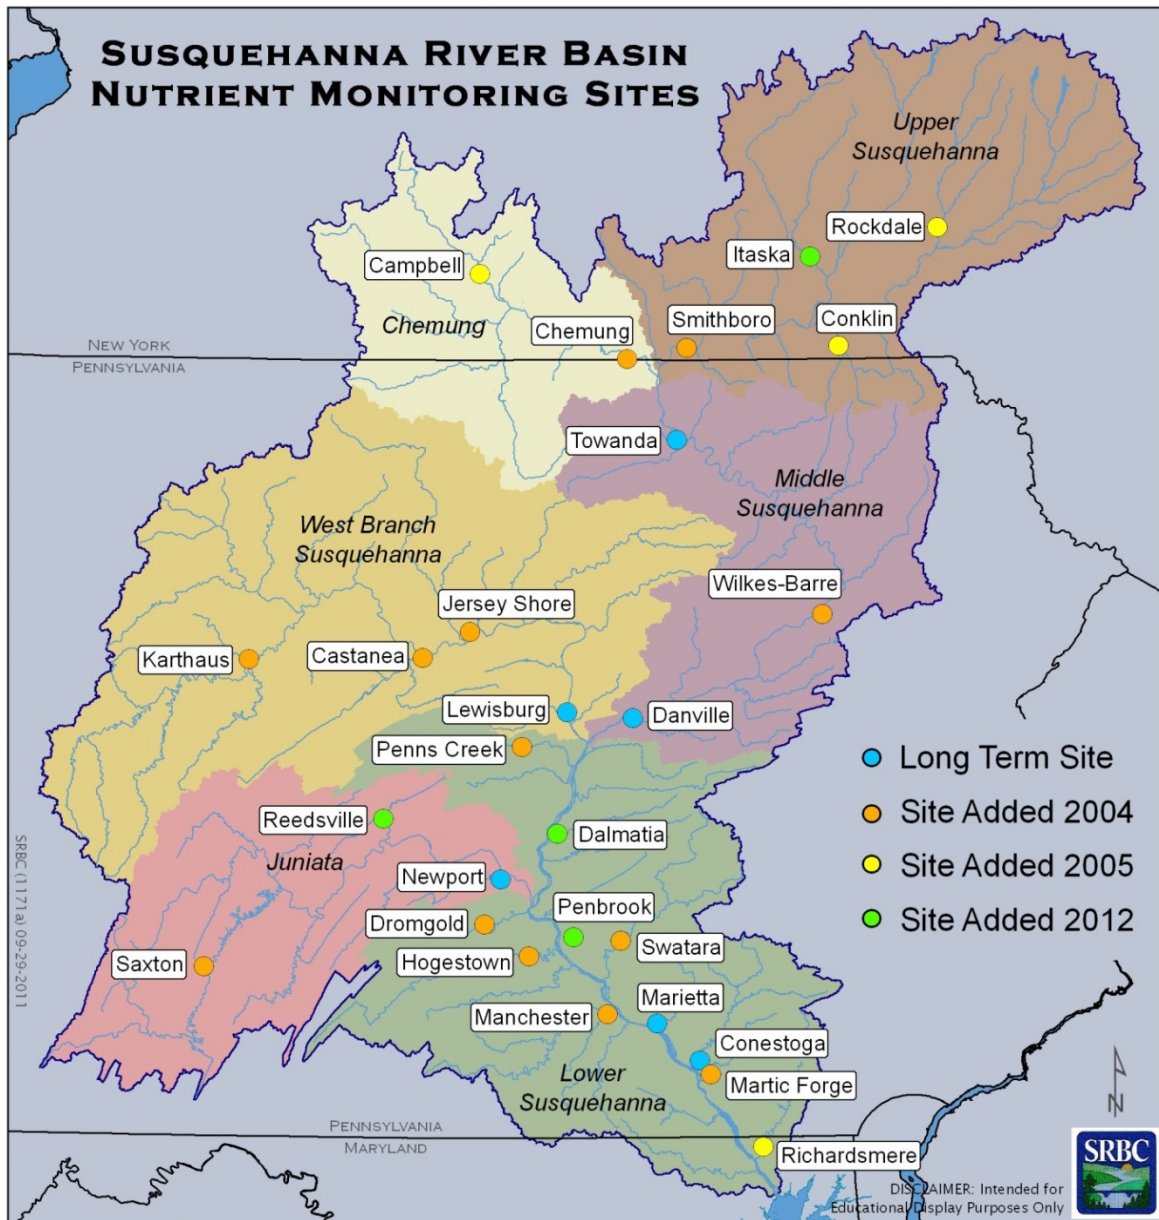 SUSQUEHANNA RIVER BASIN
NUTRIENT MONITORING SITES
Upper
Susquehanna
Rockdale
Itaska
Campbell
Chemung
Chemung
Smithboro
Conklin
NEW YORK
PENNSYLVANIA
Towanda
Middle
Susquehanna
West Branch
Susquehanna
Wilkes-Barre
Jersey Shore
Karthaus
Castanea
Lewisburg
Danville
Penns Creek
Long Term Site
Site Added 2004
Site Added 2005
Site Added 2012
Reedsville
Juniata
Dalmatia
Newport
Penbrook
Dromgold
Swatara
Hogestown
Saxton
Marietta
Manchester
Conestoga
Martic Forge
Lower
Susquehanna
PENNSYLVANIA
MARYLAND
Richardsmere
N
SRBC
DISCLAIMER: Intended for
Educational Display Purposes Only
SRBC (1171a) 09-29-2011